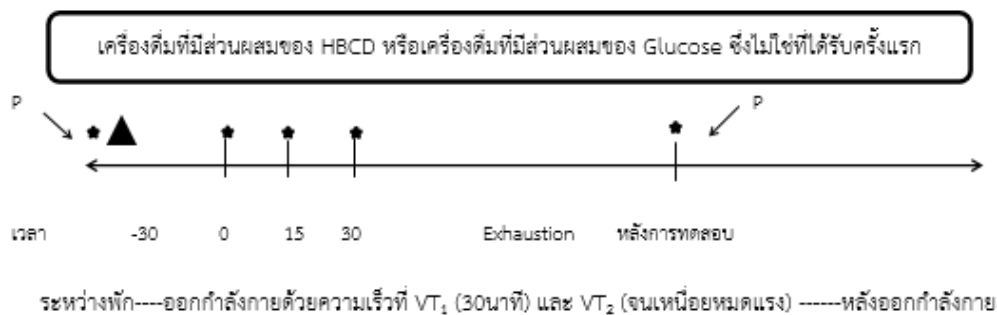 เครื่องดื่มที่มีส่วนผสมของ HBCD หรือเครื่องดื่มที่มีส่วนผสมของ Glucose ซึ่งไม่ใช่ที่ได้รับครั้งแรก
P P
เวลา -30 0 15 30 Exhaustion หลังการทดสอบ
ระหว่างพัก----ออกกำลังกายด้วยความเร็วที่ VT₁ (30นาที) และ VT₂ (จนเหนื่อยหมดแรง) ------หลังออกกำลังกาย